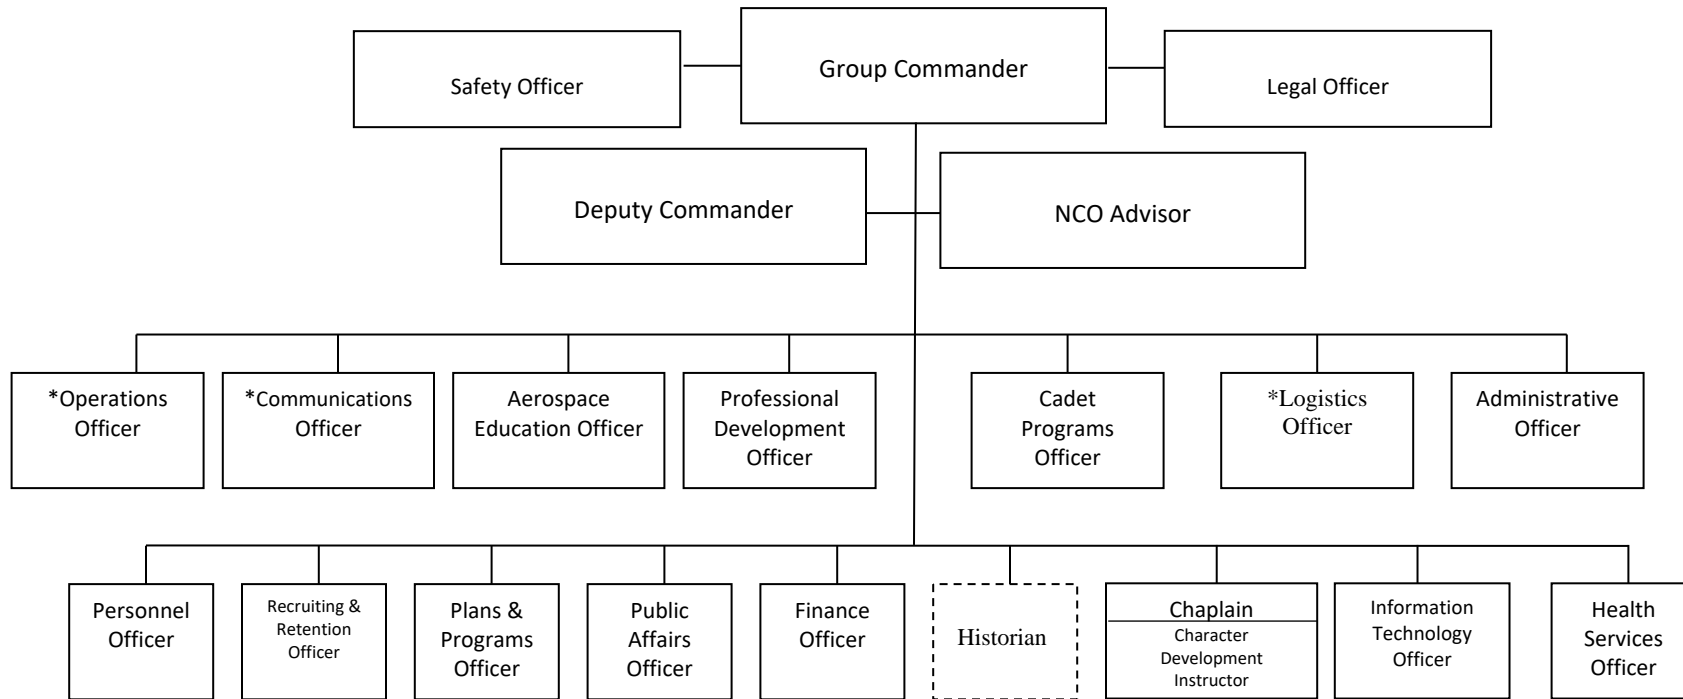 Safety Officer
Group Commander
Legal Officer
Deputy Commander
NCO Advisor
*Operations
Officer
*Communications
Officer
Aerospace
Education Officer
Professional
Development
Officer
Cadet
Programs
Officer
*Logistics
Officer
Administrative
Officer
Personnel
Officer
Recruiting &
Retention
Officer
Plans &
Programs
Officer
Public
Affairs
Officer
Finance
Officer
Historian
Chaplain
Character
Development
Instructor
Information
Technology
Officer
Health
Services
Officer